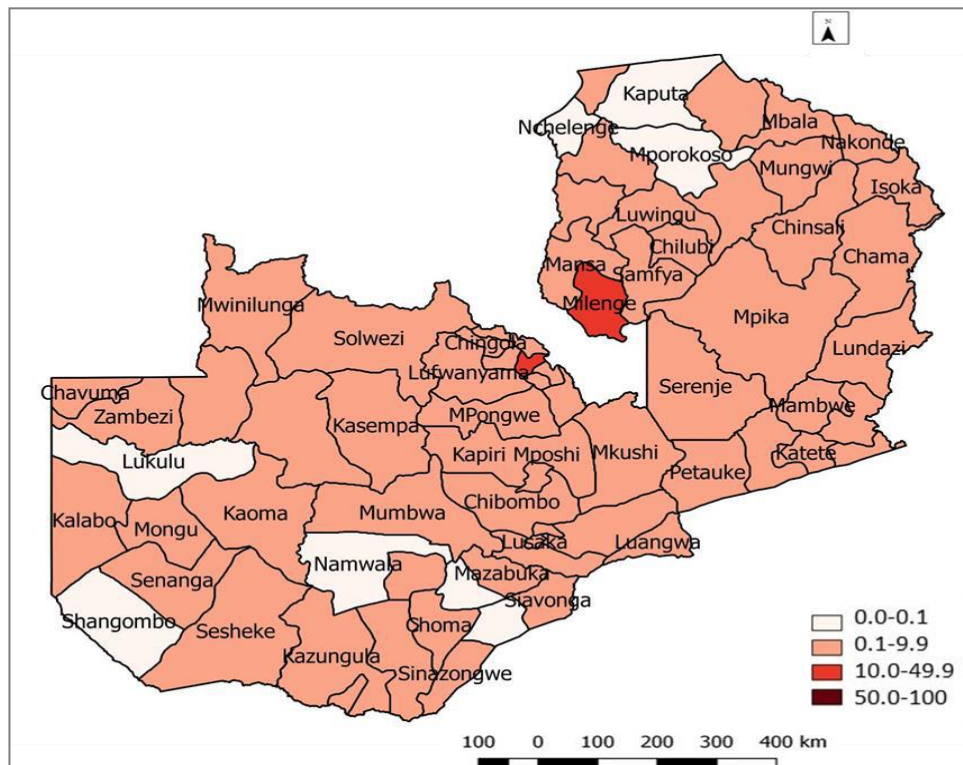 N
Kaputa
Nchelenge
Mbala
Nakonde
Mporokoso
Mungwi
Isoka
Luwingu
Chinsali
Chilubi
Chama
Mansa
Samfya
Milenge
Mwinilunga
Mpika
Solwezi
Chingola
Lundazi
Lufwanyama
Serenje
Chavuma
Zambezi
Mambwe
MPongwe
Kasempa
Kapiri Mposhi
Mkushi
Katete
Lukulu
Petauke
Chibombo
Kalabo
Mongu
Kaoma
Mumbwa
Lusaka
Luangwa
Namwala
Mazabuka
Senanga
Siavonga
Shangombo
Sesheke
Choma
Kazungula
Sinazongwe
0.0-0.1
0.1-9.9
10.0-49.9
50.0-100
100 0 100 200 300 400 km